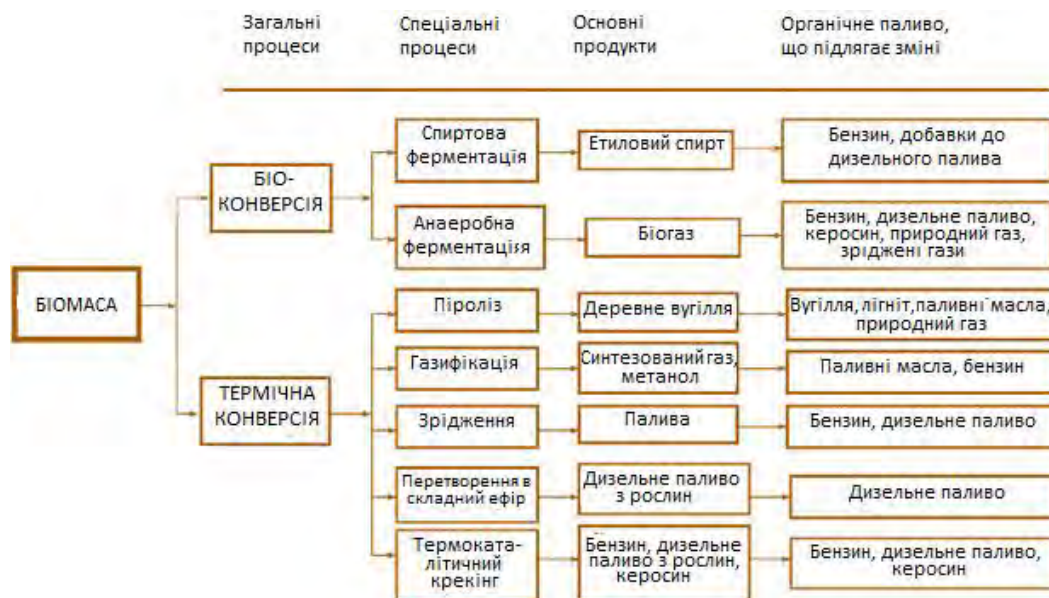 Загальні
процеси
Спеціальні
процеси
Основні
продукти
Органічне паливо,
що підлягає зміні
БІОМАСА
БІО-
КОНВЕРСІЯ
Спиртова
ферментація
Етиловий спирт
Бензин, добавки до
дизельного палива
Анаеробна
ферментаціяя
Біогаз
Бензин, дизельне паливо,
керосин, природний газ,
зріджені гази
ТЕРМІЧНА
КОНВЕРСІЯ
Піроліз
Деревне вугілля
Вугілля, лігніт,паливні масла,
природний газ
Газифікація
Синтезований газ,
метанол
Паливні масла, бензин
Зрідження
Палива
Бензин, дизельне паливо
Перетворення в
складний ефір
Дизельне паливо
з рослин
Дизельне паливо
Термоката-
літичний
крекінг
Бензин, дизельне
паливо з рослин,
керосин
Бензин, дизельне паливо,
керосин